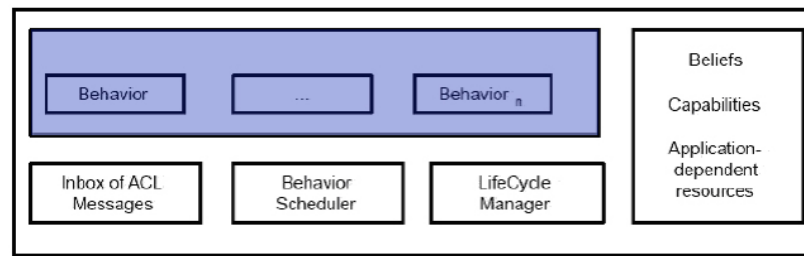 Behavior
...
Behavior n
Beliefs
Capabilities
Application-
dependent
resources
Inbox of ACL
Messages
Behavior
Scheduler
LifeCycle
Manager